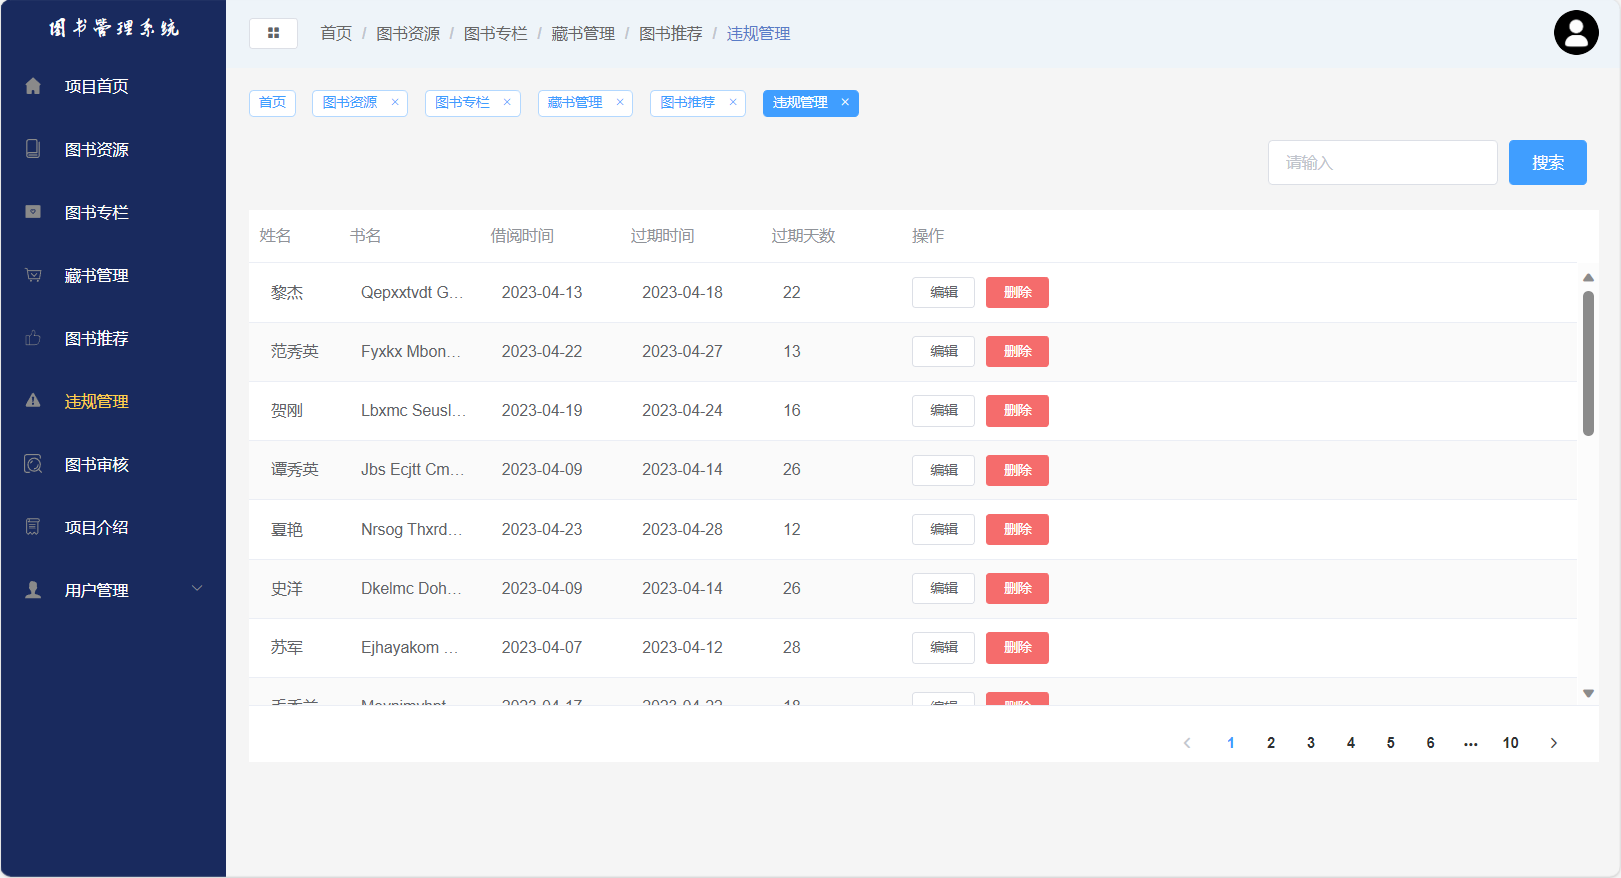 图书管理系统
项目首页
图书资源
图书专栏
藏书管理
图书推荐
违规管理
图书审核
项目介绍
用户管理
首页 / 图书资源 / 图书专栏 / 藏书管理 / 图书推荐 / 违规管理
首页 图书资源 × 图书专栏 × 藏书管理 × 图书推荐 × 违规管理 ×
请输入 搜索
姓名 书名 借阅时间 过期时间 过期天数 操作
黎杰 Qepxxtvdt G... 2023-04-13 2023-04-18 22 编辑 删除
范秀英 Fyxkx Mbon... 2023-04-22 2023-04-27 13 编辑 删除
贺刚 Lbxmc Seusl... 2023-04-19 2023-04-24 16 编辑 删除
谭秀英 Jbs Ecjtt Cm... 2023-04-09 2023-04-14 26 编辑 删除
夏艳 Nrsog Thxrd... 2023-04-23 2023-04-28 12 编辑 删除
史洋 Dkelmc Doh... 2023-04-09 2023-04-14 26 编辑 删除
苏军 Ejhayakom ... 2023-04-07 2023-04-12 28 编辑 删除
2023-04-17 2023-04-22 18 编辑 删除
1 2 3 4 5 6 ... 10